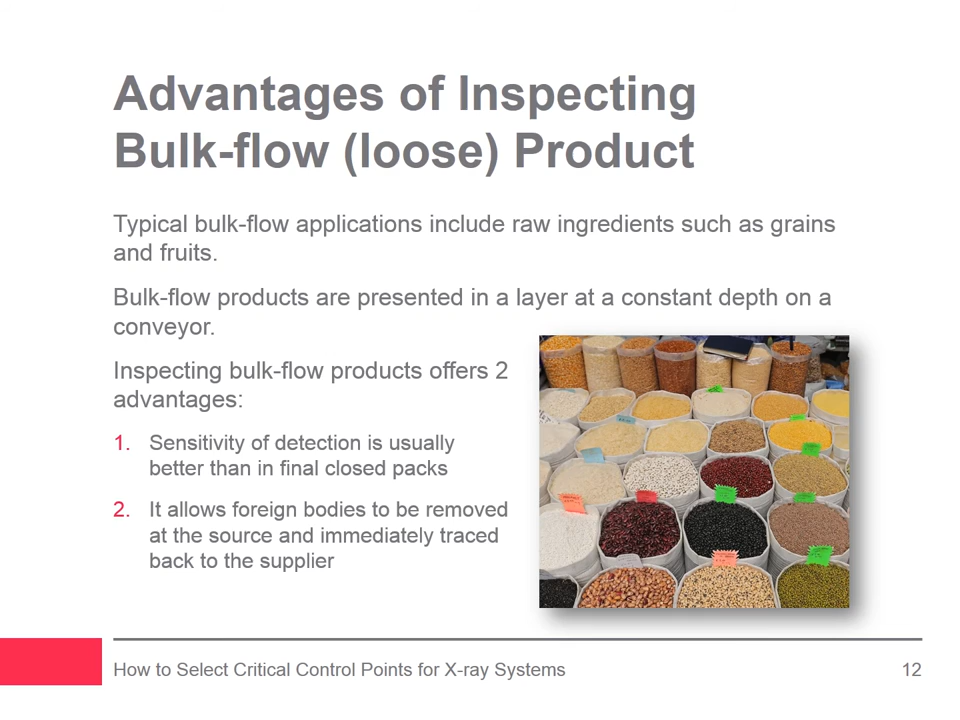 Advantages of Inspecting
Bulk-flow (loose) Product
Typical bulk-flow applications include raw ingredients such as grains
and fruits.
Bulk-flow products are presented in a layer at a constant depth on a
conveyor.
Inspecting bulk-flow products offers 2
advantages:
1. Sensitivity of detection is usually
better than in final closed packs
2. It allows foreign bodies to be removed
at the source and immediately traced
back to the supplier
How to Select Critical Control Points for X-ray Systems
12